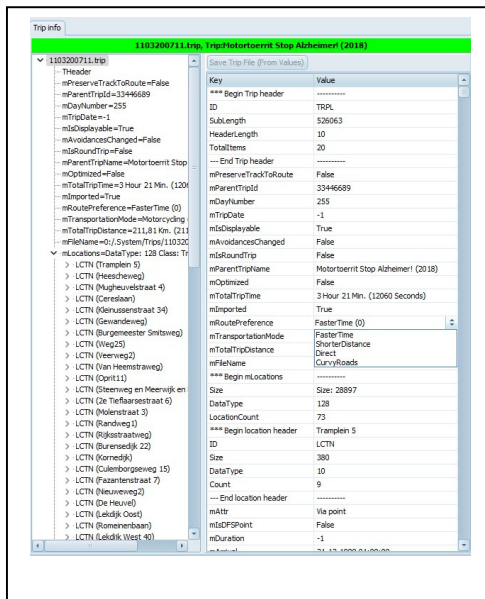 Trip info
1103200711.trip, Trip:Motortoerrit Stop Alzheimer! (2018)
1103200711.trip
THeader
mPreserveTrackToRoute=False
mParentTripId=33446689
mDayNumber=255
mTripDate=-1
mIsDisplayable=True
mAvoidancesChanged=False
mIsRoundTrip=False
mParentTripName=Motortoerrit Stop
mOptimized=False
mTotalTripTime=3 Hour 21 Min. (1206
mImported=True
mRoutePreference=FasterTime (0)
mTransportationMode=Motorcycling (
mTotalTripDistance=211,81 Km. (211
mFileName=0:/.System/Trips/110320
mLocations=DataType: 128 Class: Tr
LCTN (Tramplein 5)
LCTN (Heescheweg)
LCTN (Mugheuvelstraat 4)
LCTN (Cereslaan)
LCTN (Kleinussenstraat 34)
LCTN (Gewandeweg)
LCTN (Burgemeester Smitsweg)
LCTN (Weg25)
LCTN (Veerweg2)
LCTN (Van Heemstraweg)
LCTN (Oprit11)
LCTN (Steenweg en Meerwijk en
LCTN (2e Tieflaarsestraat 6)
LCTN (Molenstraat 3)
LCTN (Randweg1)
LCTN (Rijksstraatweg)
LCTN (Burensedijk 22)
LCTN (Kornedijk)
LCTN (Culemborgseweg 15)
LCTN (Fazantenstraat 7)
LCTN (Nieuweweg2)
LCTN (De Heuvel)
LCTN (Lekdijk Oost)
LCTN (Romeinenbaan)
LCTN (Lekdijk West 40)
Save Trip File (From Values)
Key Value
*** Begin Trip header ----------
ID TRPL
SubLength 526063
HeaderLength 10
TotalItems 20
--- End Trip header ----------
mPreserveTrackToRoute False
mParentTripId 33446689
mDayNumber 255
mTripDate -1
mIsDisplayable True
mAvoidancesChanged False
mIsRoundTrip False
mParentTripName Motortoerrit Stop Alzheimer! (2018)
mOptimized False
mTotalTripTime 3 Hour 21 Min. (12060 Seconds)
mImported True
mRoutePreference FasterTime (0)
mTransportationMode FasterTime
ShorterDistance
mTotalTripDistance Direct
mFileName CurvyRoads
*** Begin mLocations ----------
Size Size: 28897
DataType 128
LocationCount 73
*** Begin location header Tramplein 5
ID LCTN
Size 380
DataType 10
Count 9
--- End location header ----------
mAttr Via point
mIsDFSPoint False
mDuration -1